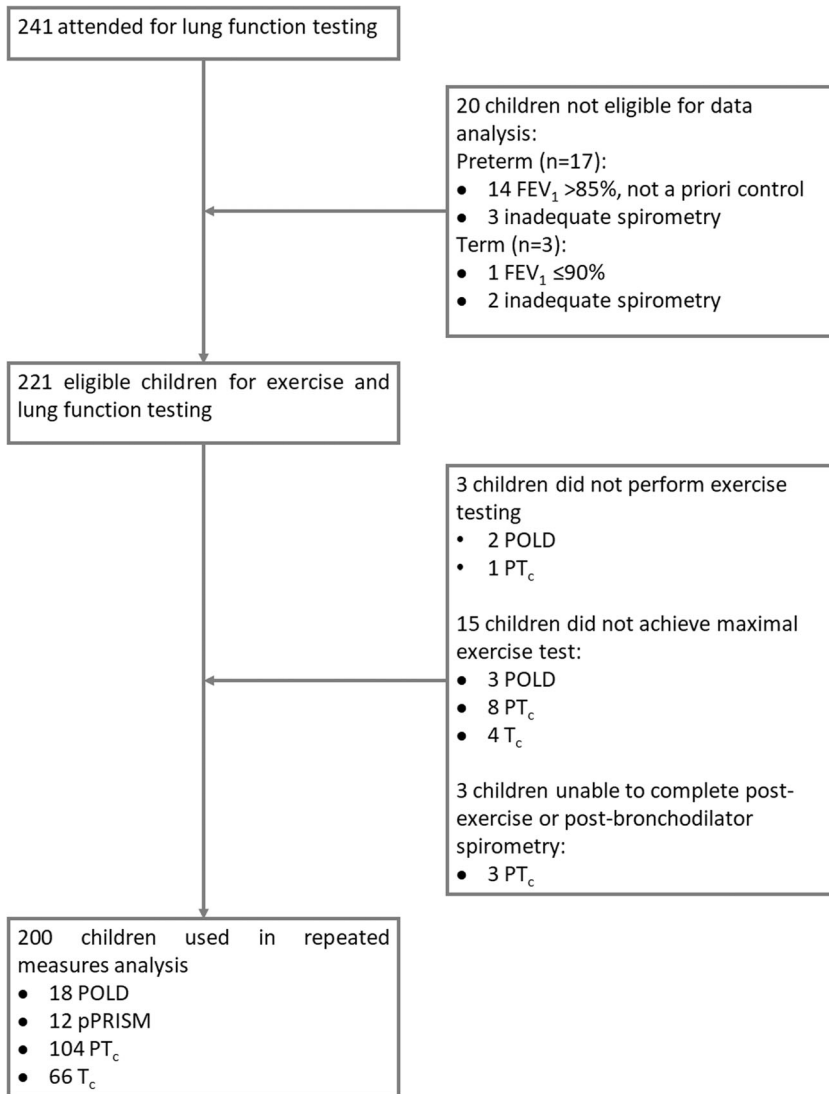 241 attended for lung function testing
20 children not eligible for data
analysis:
Preterm (n=17):
● 14 FEV₁ >85%, not a priori control
● 3 inadequate spirometry
Term (n=3):
● 1 FEV₁ ≤90%
● 2 inadequate spirometry
221 eligible children for exercise and
lung function testing
3 children did not perform exercise
testing
• 2 POLD
• 1 PTc
15 children did not achieve maximal
exercise test:
● 3 POLD
● 8 PTc
● 4 Tc
3 children unable to complete post-
exercise or post-bronchodilator
spirometry:
● 3 PTc
200 children used in repeated
measures analysis
● 18 POLD
● 12 pPRISM
● 104 PTc
● 66 Tc